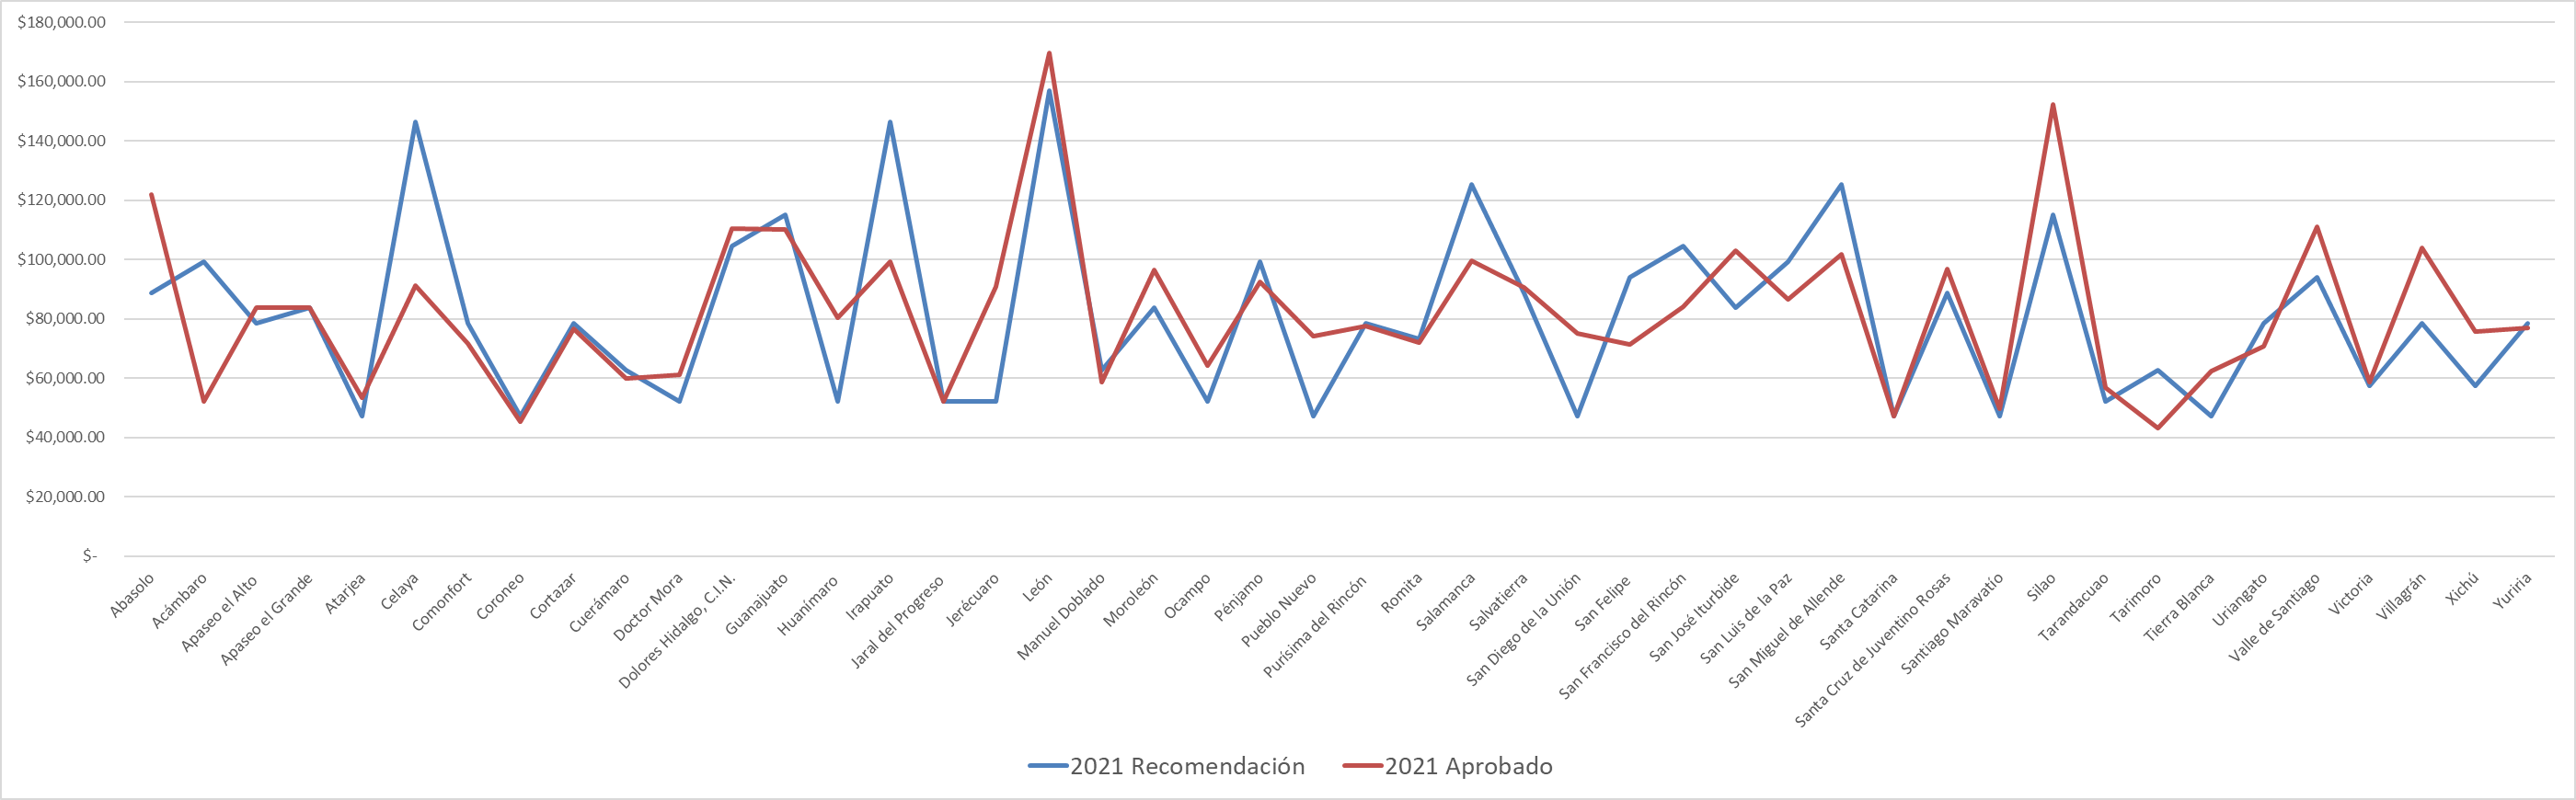 $180,000.00
$160,000.00
$140,000.00
$120,000.00
$100,000.00
$80,000.00
$60,000.00
$40,000.00
$20,000.00
$-
Abasolo
Acámbaro
Apaseo el Alto
Apaseo el Grande
Atarjea
Celaya
Comonfort
Coroneo
Cortazar
Cuerámaro
Doctor Mora
Dolores Hidalgo, C.I.N.
Guanajuato
Huanímaro
Irapuato
Jaral del Progreso
Jerécuaro
León
Manuel Doblado
Moroleón
Ocampo
Pénjamo
Pueblo Nuevo
Purísima del Rincón
Romita
Salamanca
Salvatierra
San Diego de la Unión
San Felipe
San Francisco del Rincón
San José Iturbide
San Luis de la Paz
San Miguel de Allende
Santa Catarina
Santa Cruz de Juventino Rosas
Santiago Maravatío
Silao
Tarandacuao
Tarimoro
Tierra Blanca
Uriangato
Valle de Santiago
Victoria
Villagrán
Xichú
Yuriria
2021 Recomendación
2021 Aprobado